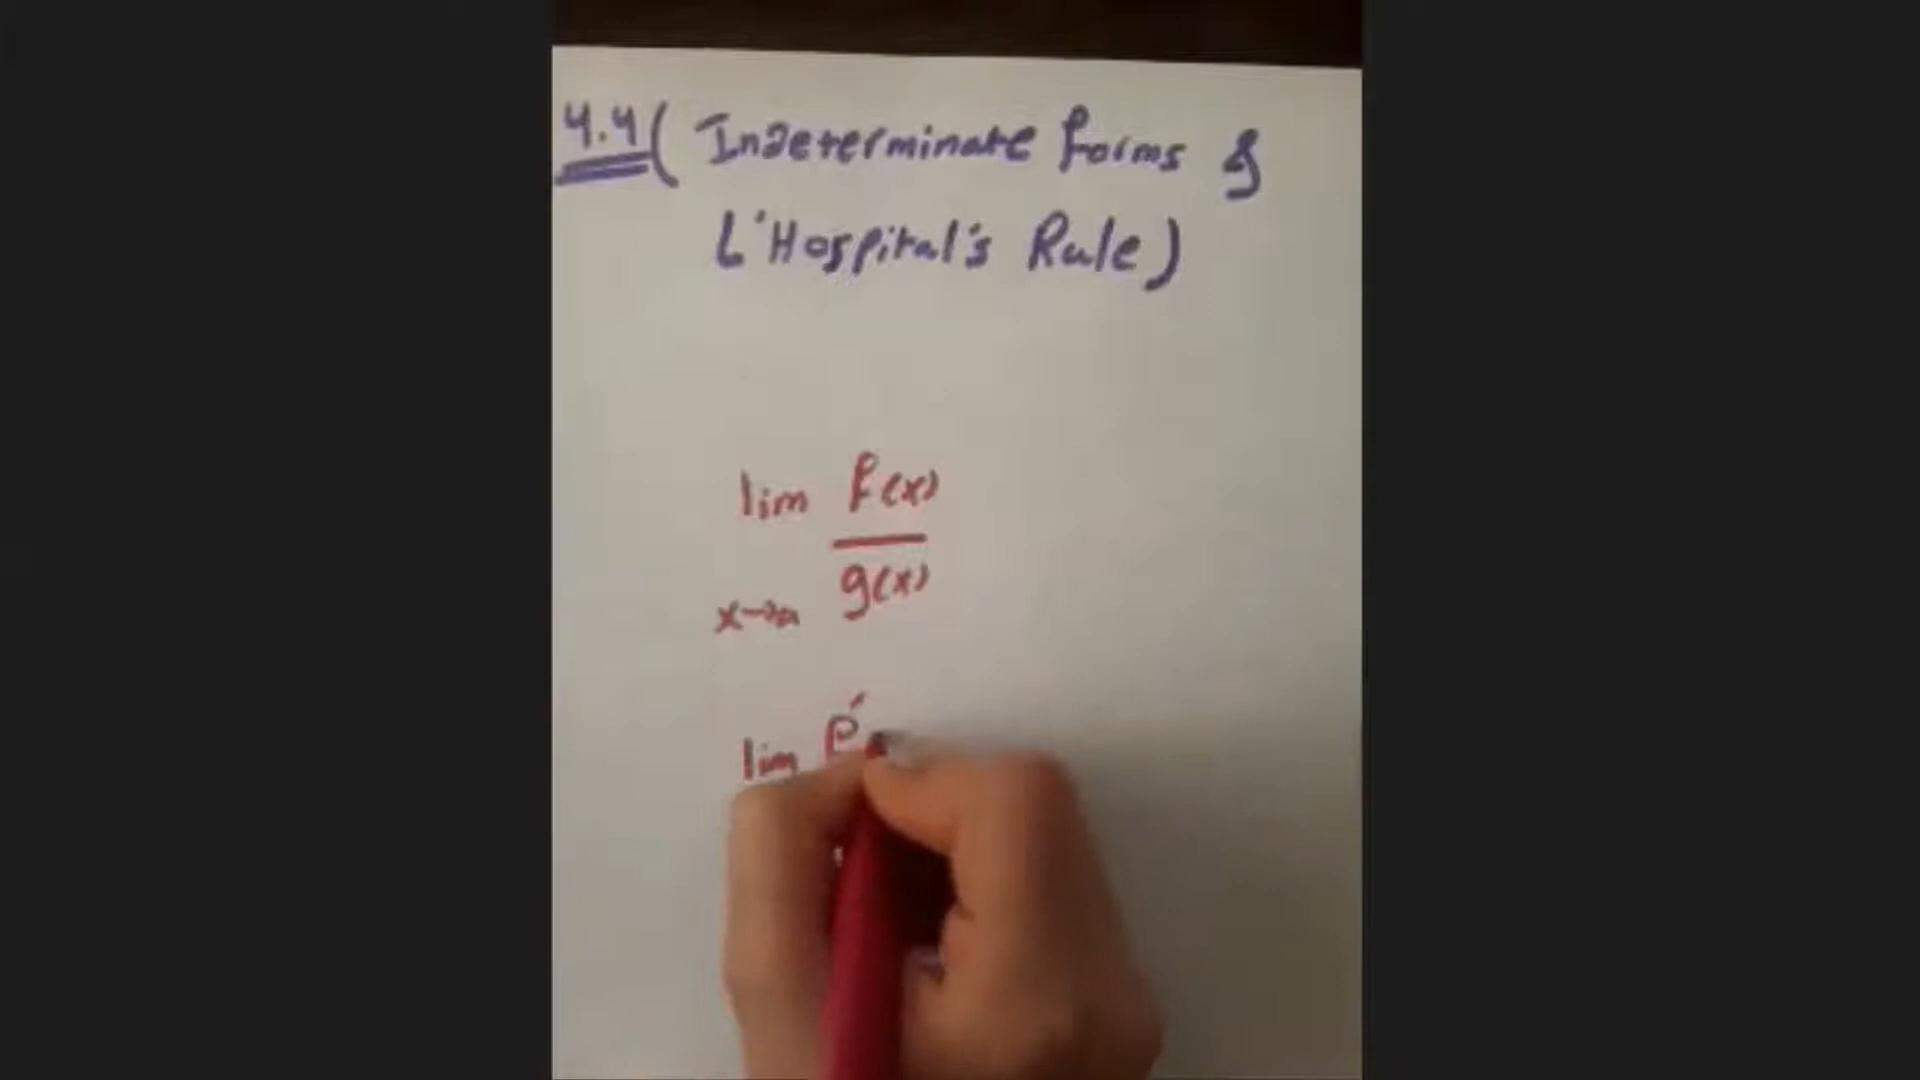 4.4( Indeterminate forms &
L'Hospital's Rule)
lim f(x)
g(x)
x→a
lim f'